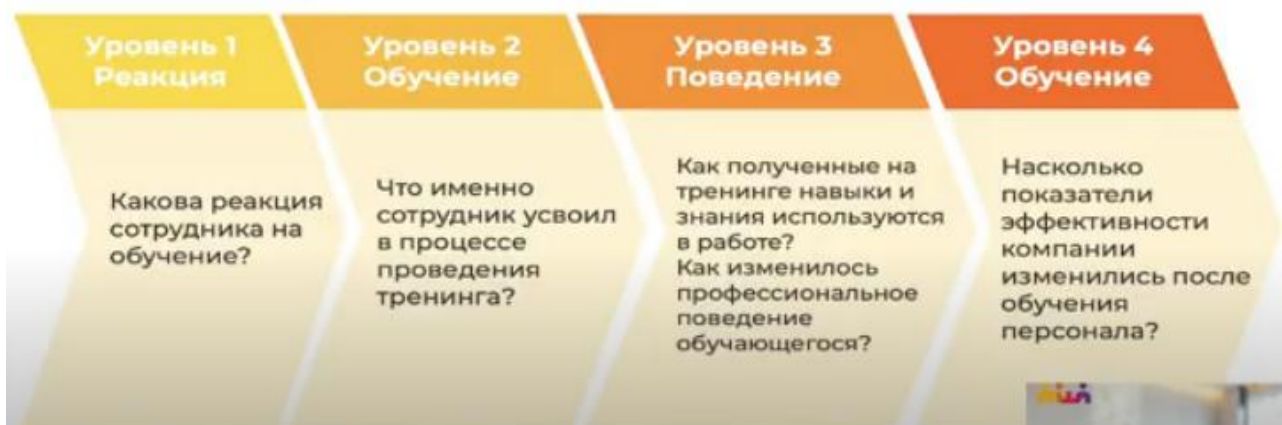 Уровень 1
Реакция
Какова реакция
сотрудника на
обучение?
Уровень 2
Обучение
Что именно
сотрудник усвоил
в процессе
проведения
тренинга?
Уровень 3
Поведение
Как полученные на
тренинге навыки и
знания используются
в работе?
Как изменилось
профессиональное
поведение
обучающегося?
Уровень 4
Обучение
Насколько
показатели
эффективности
компании
изменились после
обучения
персонала?